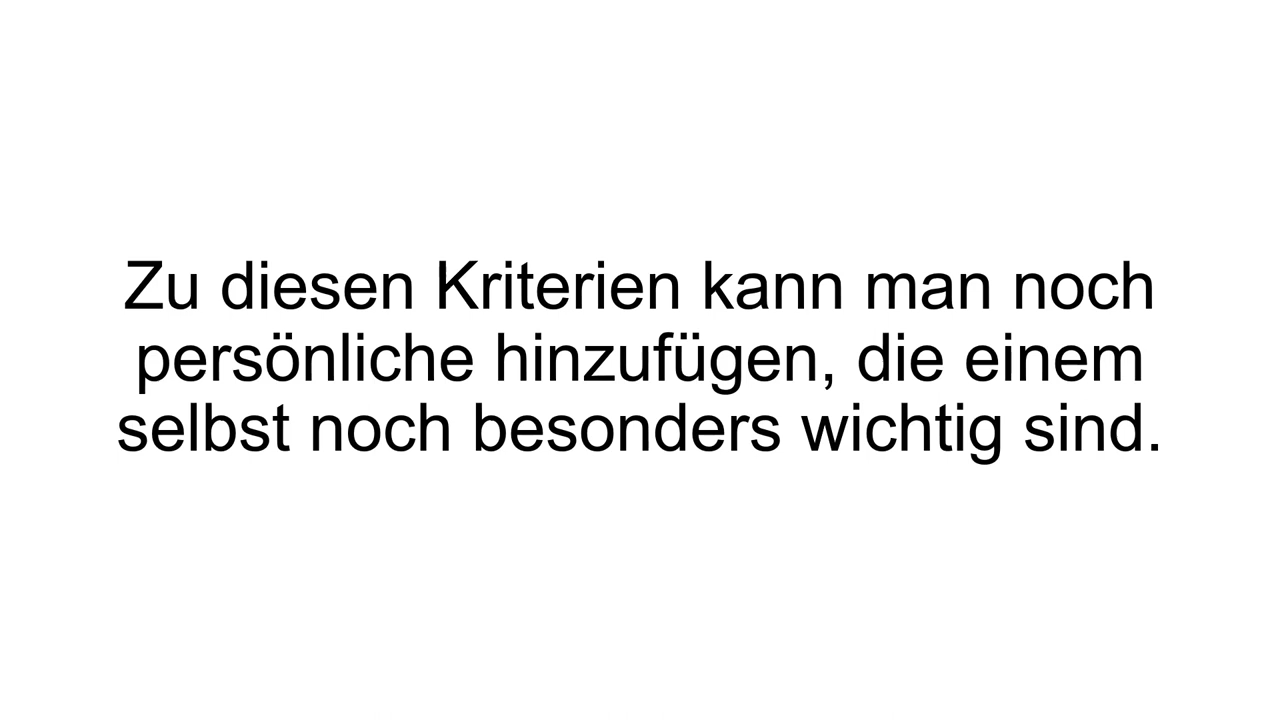 Zu diesen Kriterien kann man noch
persönliche hinzufügen, die einem
selbst noch besonders wichtig sind.